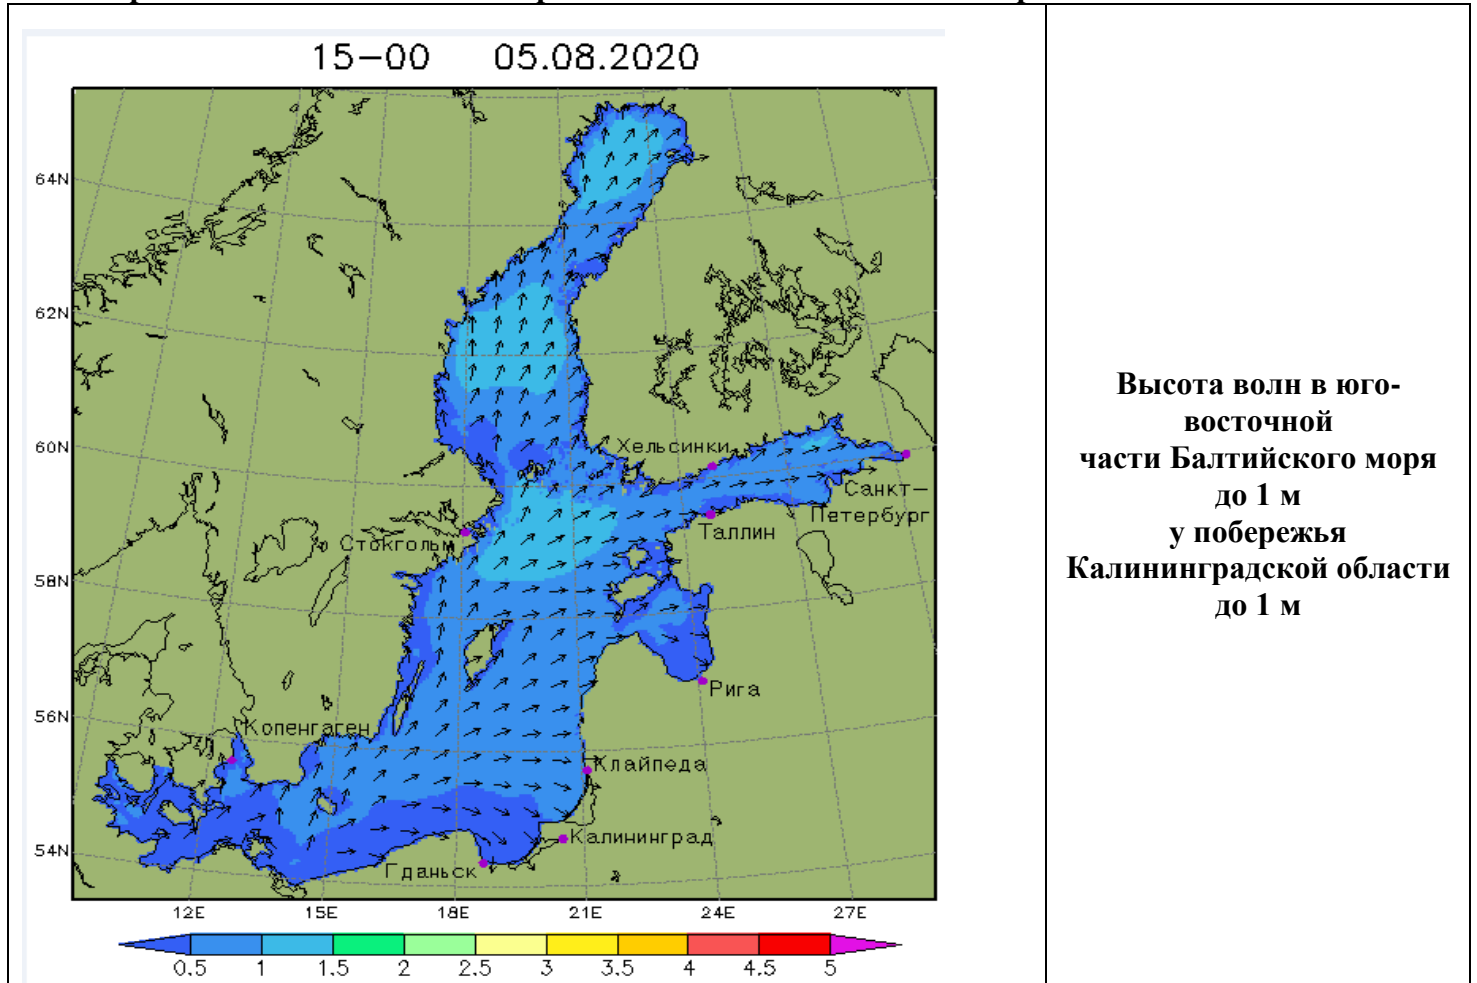 15-00 05.08.2020
64N
62N
60N
58N
56N
54N
Хельсинки
Санкт-
Петербург
Таллин
Стокгольм
Рига
Копенгаген
Клайпеда
Калининград
Гданьск
12E 15E 18E 21E 24E 27E
0.5 1 1.5 2 2.5 3 3.5 4 4.5 5
Высота волн в юго-
восточной
части Балтийского моря
до 1 м
у побережья
Калининградской области
до 1 м